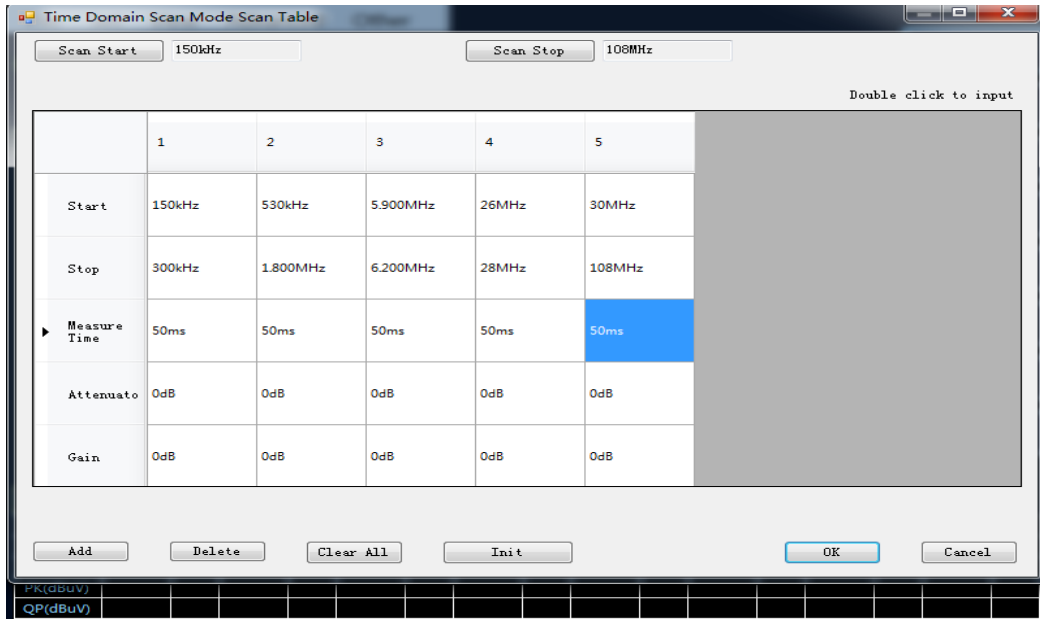 Time Domain Scan Mode Scan Table
Scan Start 150kHz Scan Stop 108MHz
Double click to input
1 2 3 4 5
Start 150kHz 530kHz 5.900MHz 26MHz 30MHz
Stop 300kHz 1.800MHz 6.200MHz 28MHz 108MHz
Measure
Time 50ms 50ms 50ms 50ms 50ms
Attenuato 0dB 0dB 0dB 0dB 0dB
Gain 0dB 0dB 0dB 0dB 0dB
Add Delete Clear All Init OK Cancel
PK(dBuV)
QP(dBuV)